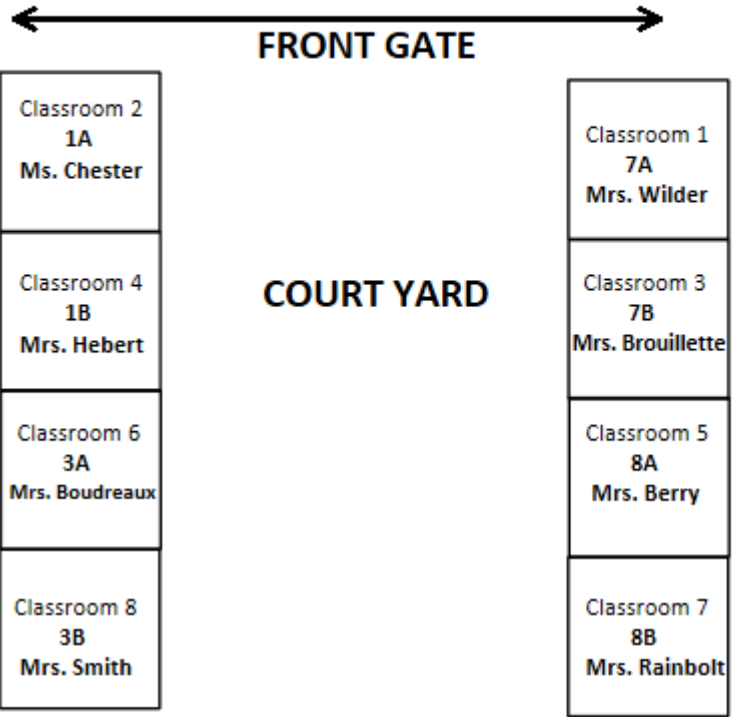 FRONT GATE
Classroom 2
1A
Ms. Chester
Classroom 1
7A
Mrs. Wilder
Classroom 4
1B
Mrs. Hebert
COURT YARD
Classroom 3
7B
Mrs. Brouillette
Classroom 6
3A
Mrs. Boudreaux
Classroom 5
8A
Mrs. Berry
Classroom 8
3B
Mrs. Smith
Classroom 7
8B
Mrs. Rainbolt